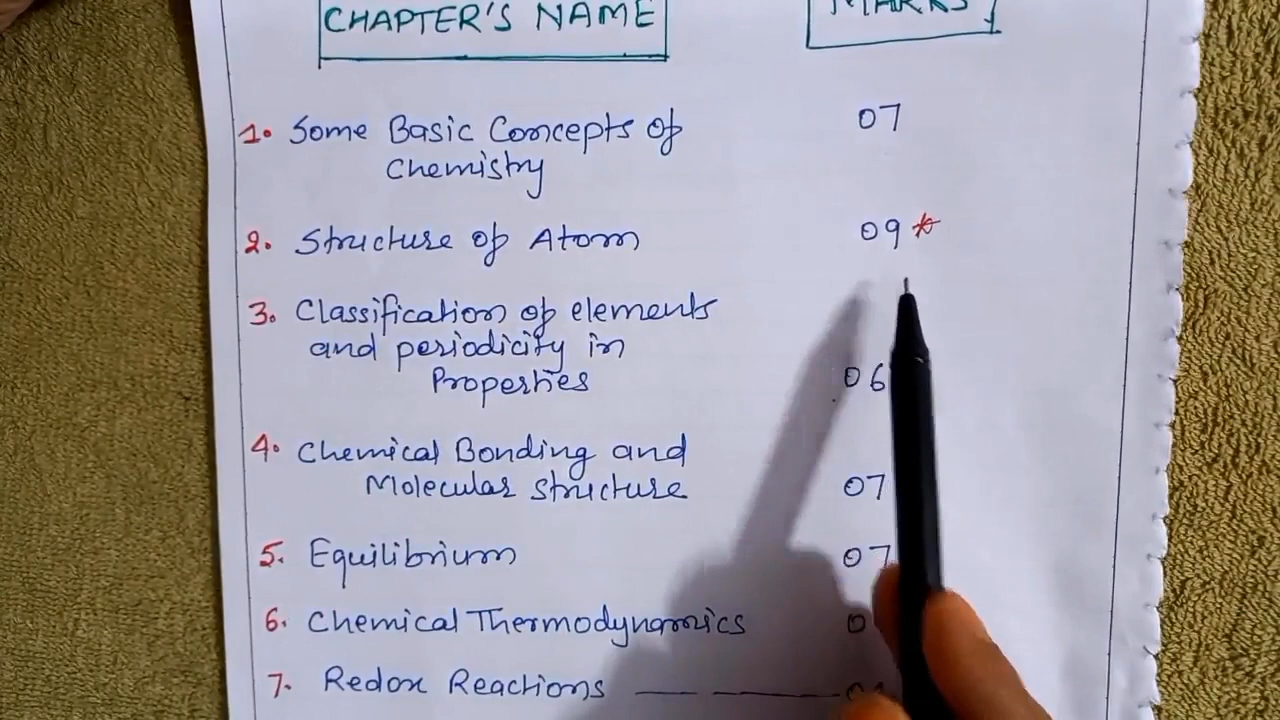 CHAPTER'S NAME MARKS
1. Some Basic Concepts of 07
Chemistry
2. Structure of Atom 09*
3. Classification of elements
and periodicity in
Properties 06
4. Chemical Bonding and
Molecular structure 07
5. Equilibrium 07
6. Chemical Thermodynamics
7. Redox Reactions